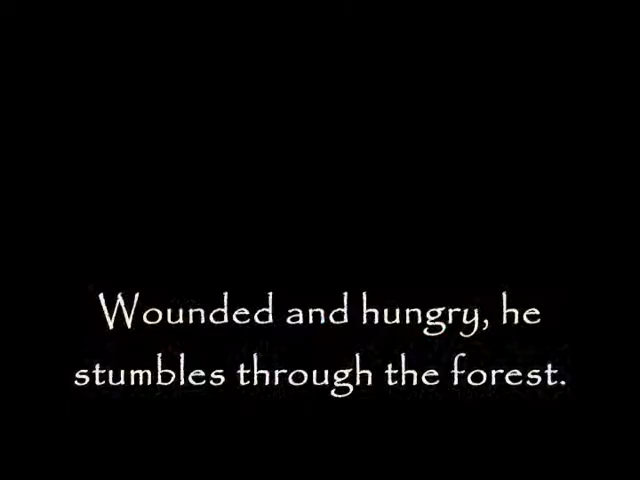 Wounded and hungry, he
stumbles through the forest.